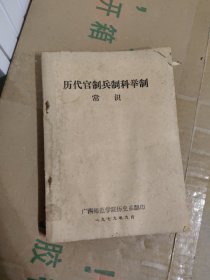 历代官制兵制科举制
常识
广西师范学院历史系翻印
一九七九年九月
胶